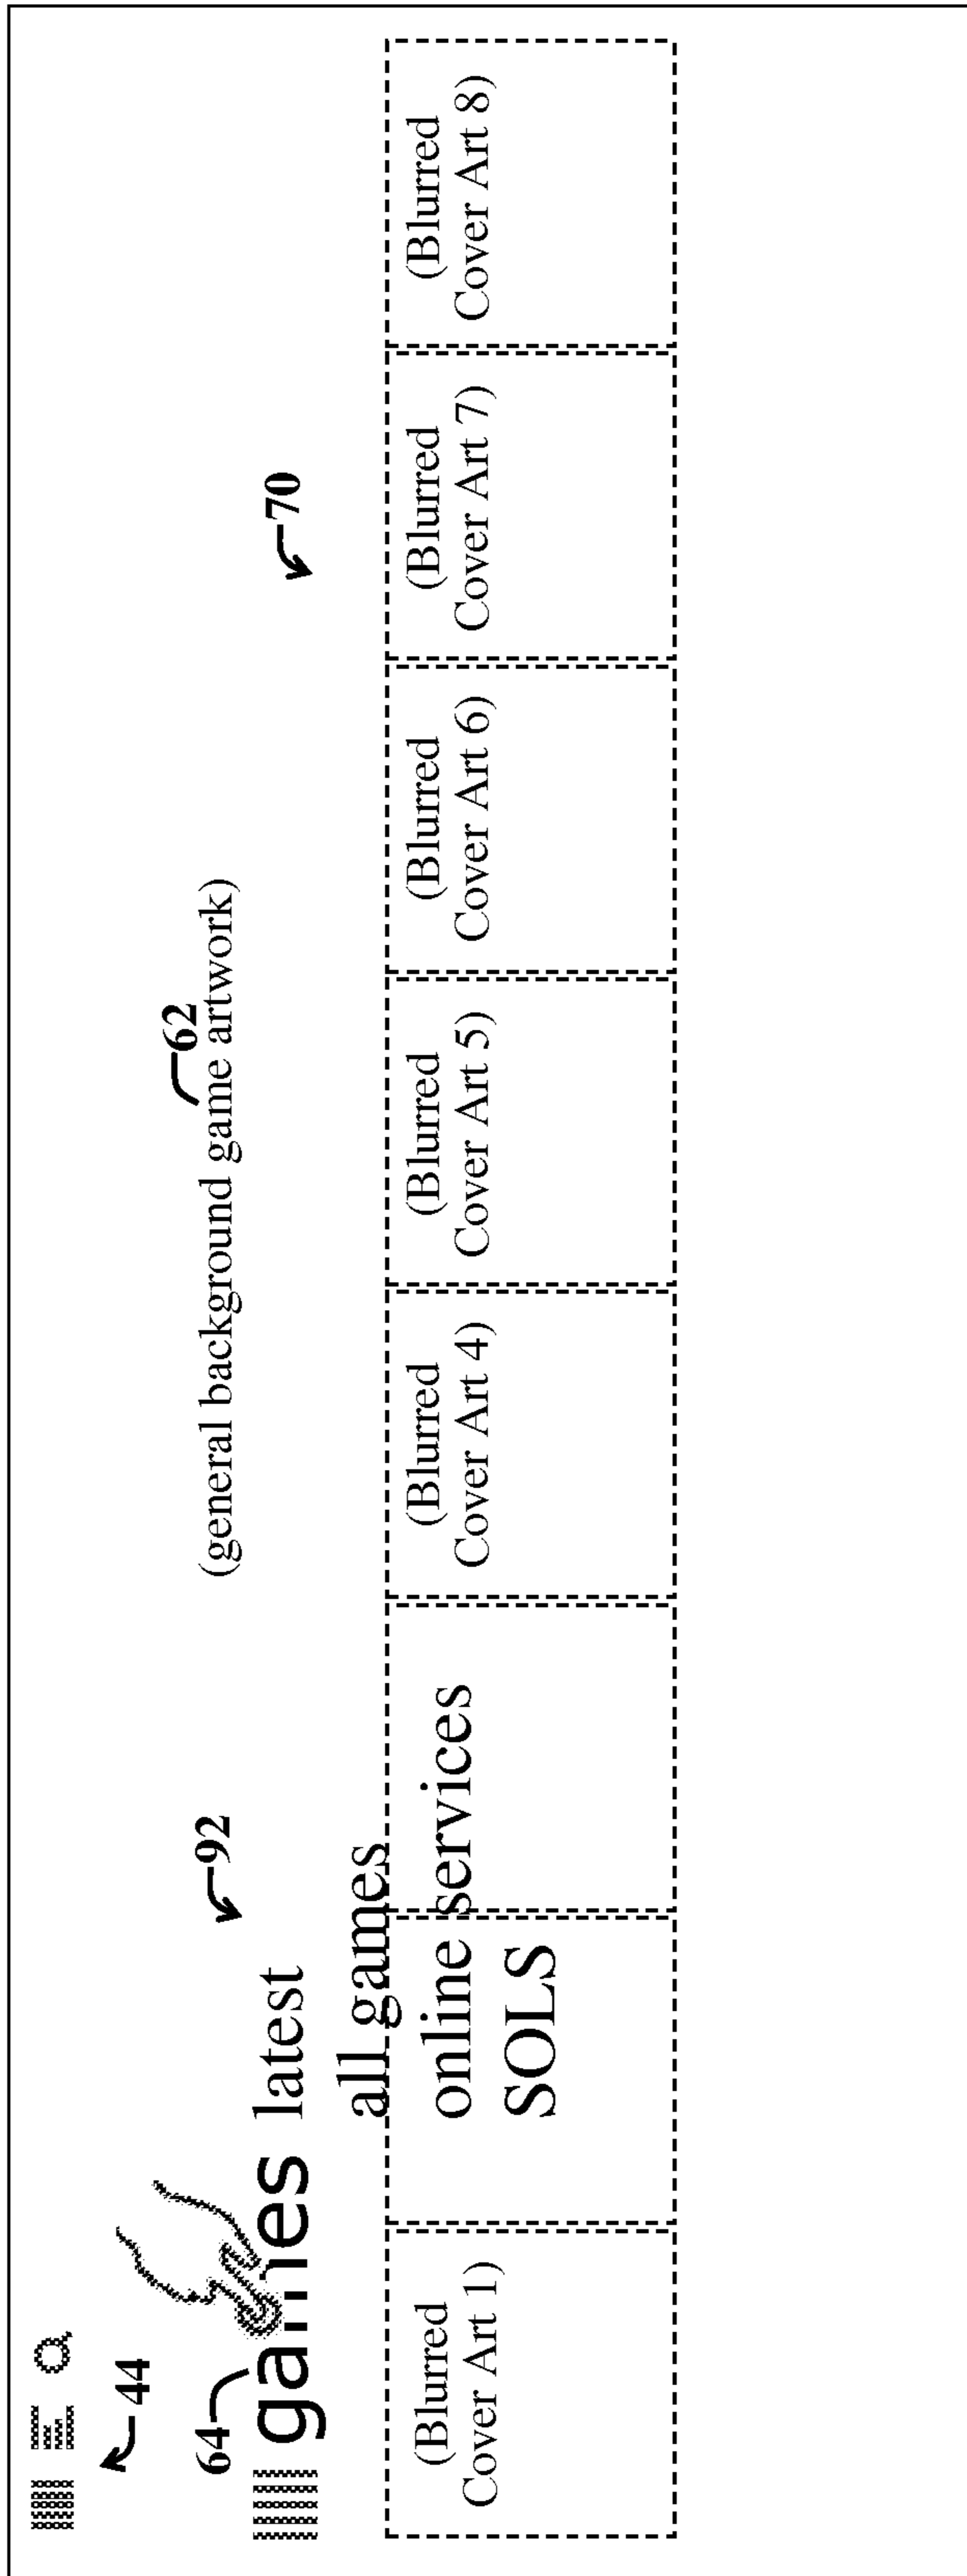 44
62
(general background game artwork)
92
70
64
games
latest
all games
online services
SOLS
(Blurred
Cover Art 1)
(Blurred
Cover Art 4)
(Blurred
Cover Art 5)
(Blurred
Cover Art 6)
(Blurred
Cover Art 7)
(Blurred
Cover Art 8)